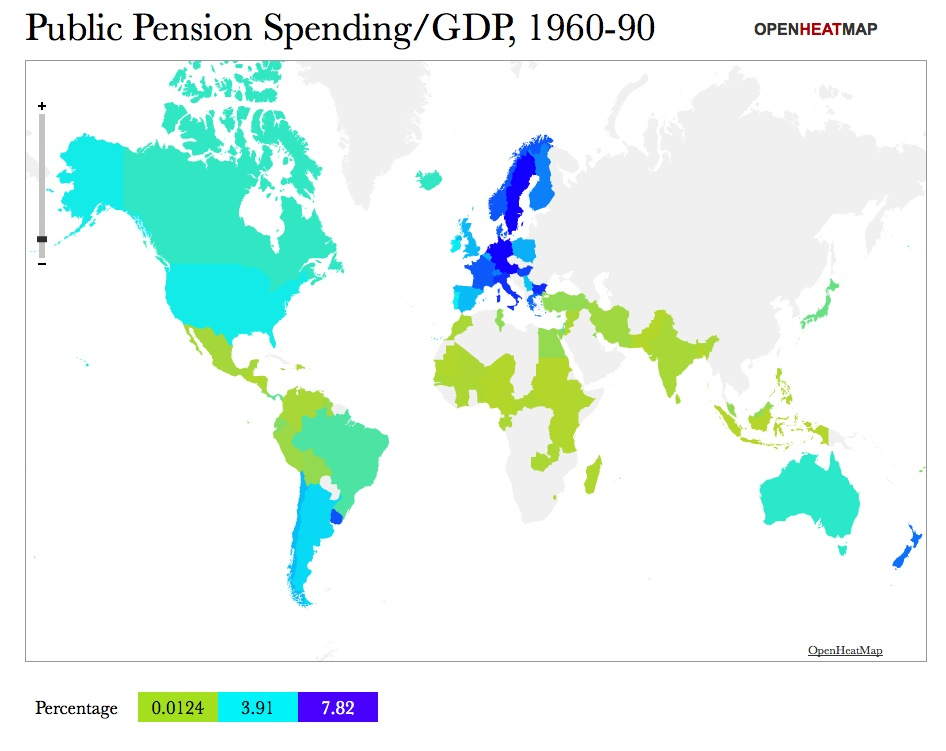 Public Pension Spending/GDP, 1960-90
OPENHEATMAP
+
−
OpenHeatMap
Percentage 0.0124 3.91 7.82